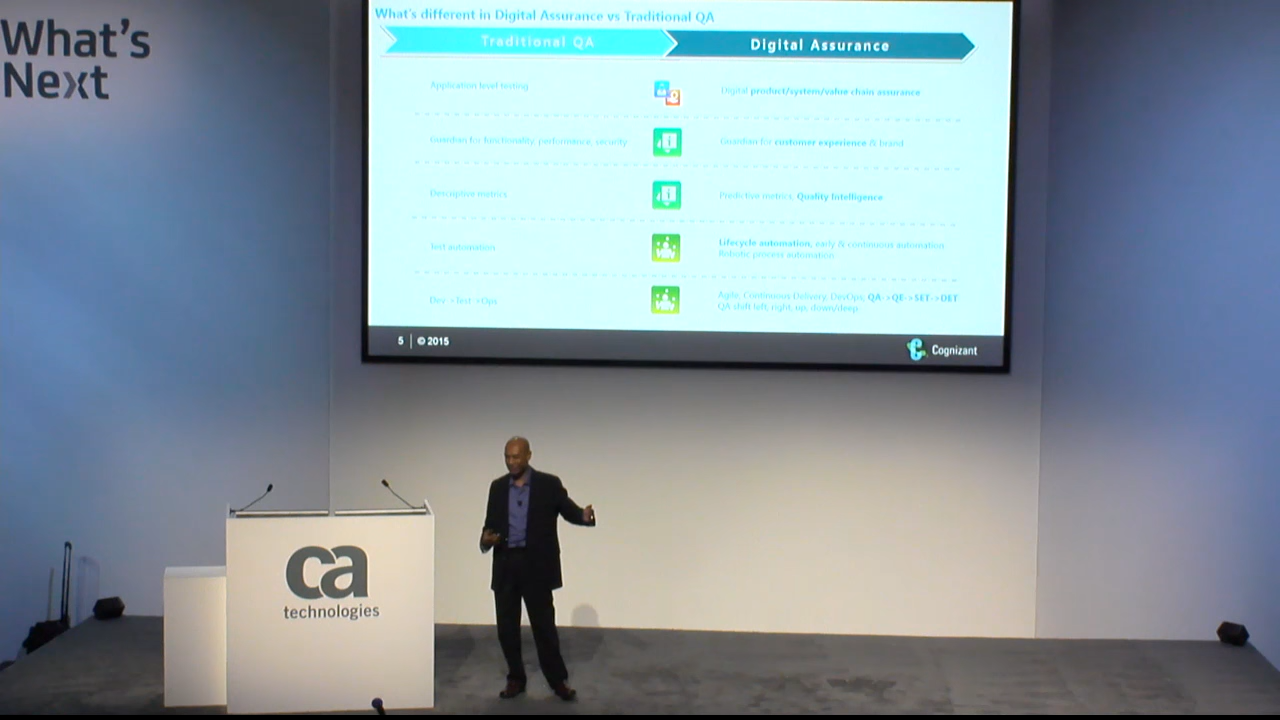 What's
Next
What's different in Digital Assurance vs Traditional QA
Traditional QA
Digital Assurance
Application level testing
Digital product/system/value chain assurance
Guardian for functionality, performance, security
Guardian for customer experience & brand
Descriptive metrics
Predictive metrics, Quality Intelligence
Test automation
Lifecycle automation, early & continuous automation
Robotic process automation
Dev->Test->Ops
Agile, Continuous Delivery, DevOps, QA->QE->SET->DET
QA shift left, right, up, down/deep
5 © 2015
Cognizant
ca
technologies